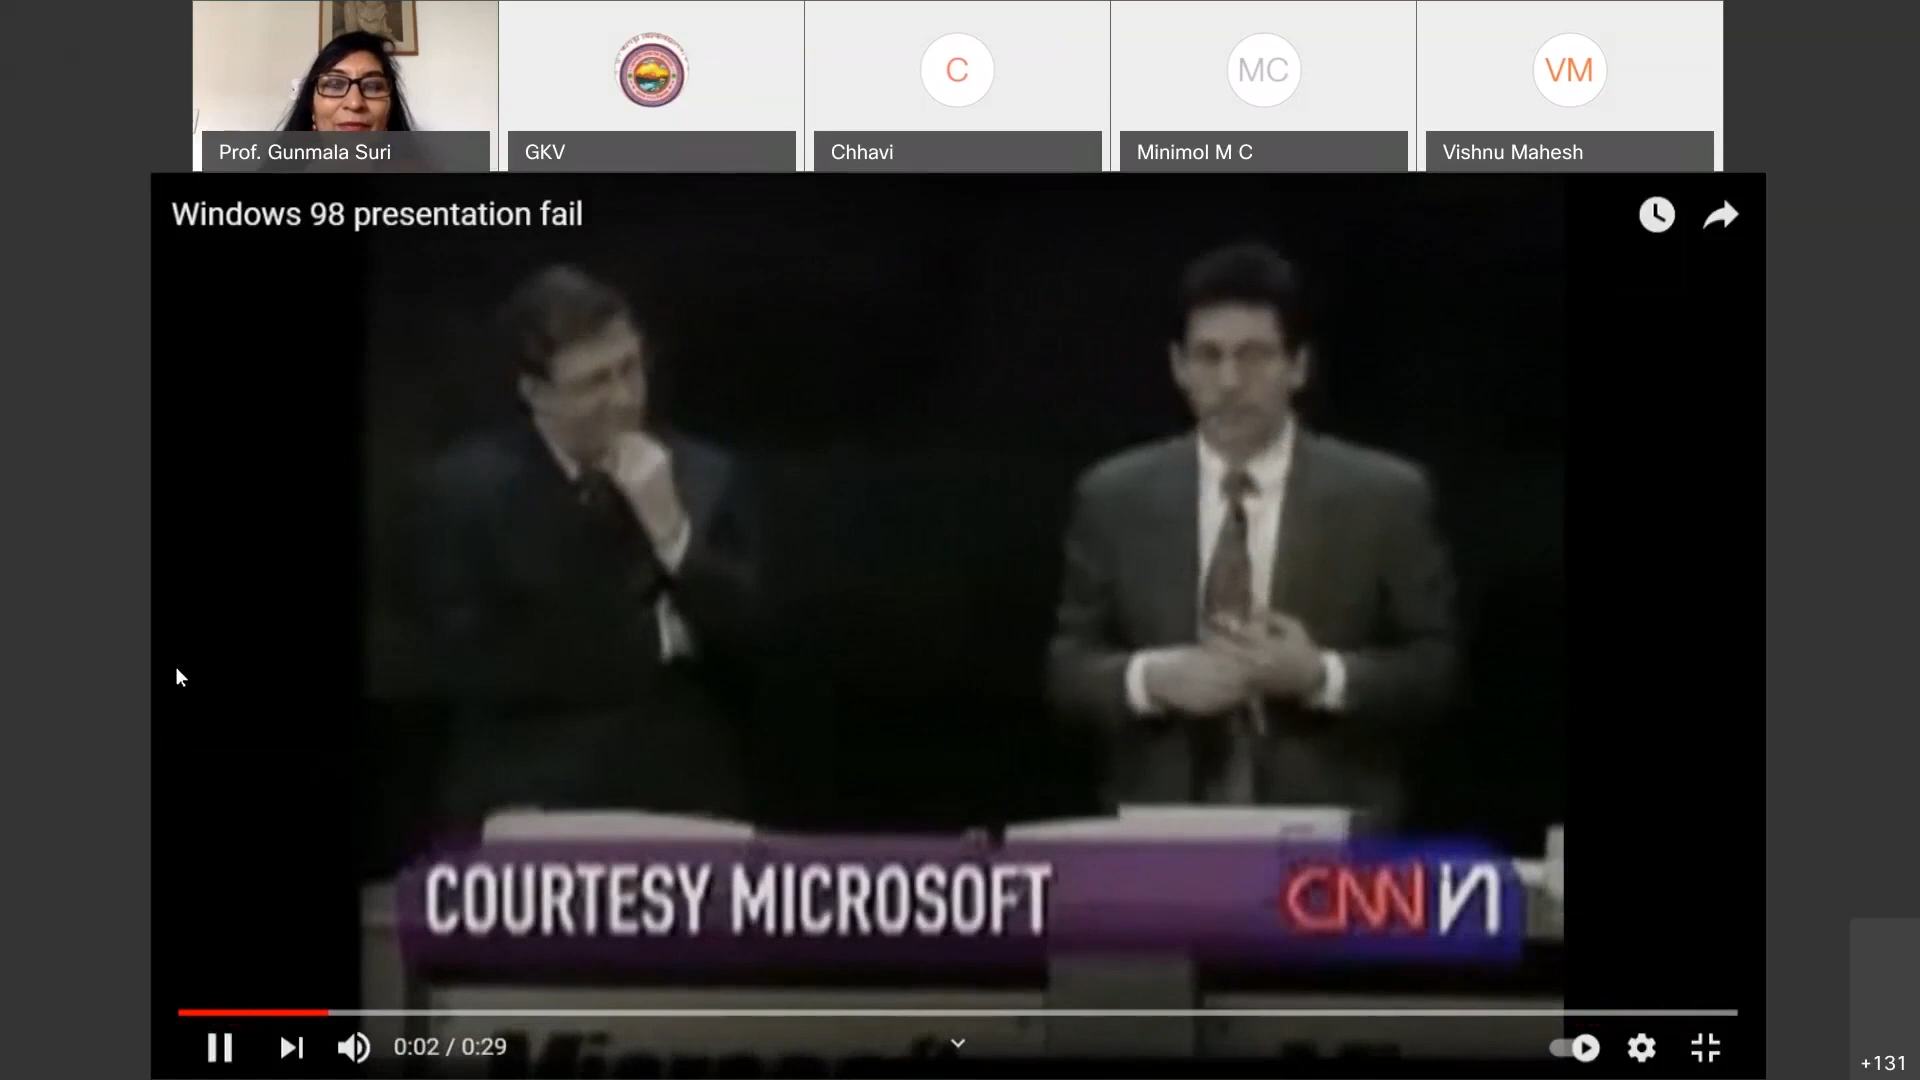 Prof. Gunmala Suri
GKV
C
Chhavi
MC
Minimol M C
VM
Vishnu Mahesh
Windows 98 presentation fail
COURTESY MICROSOFT
CNN
0:02 / 0:29
+131